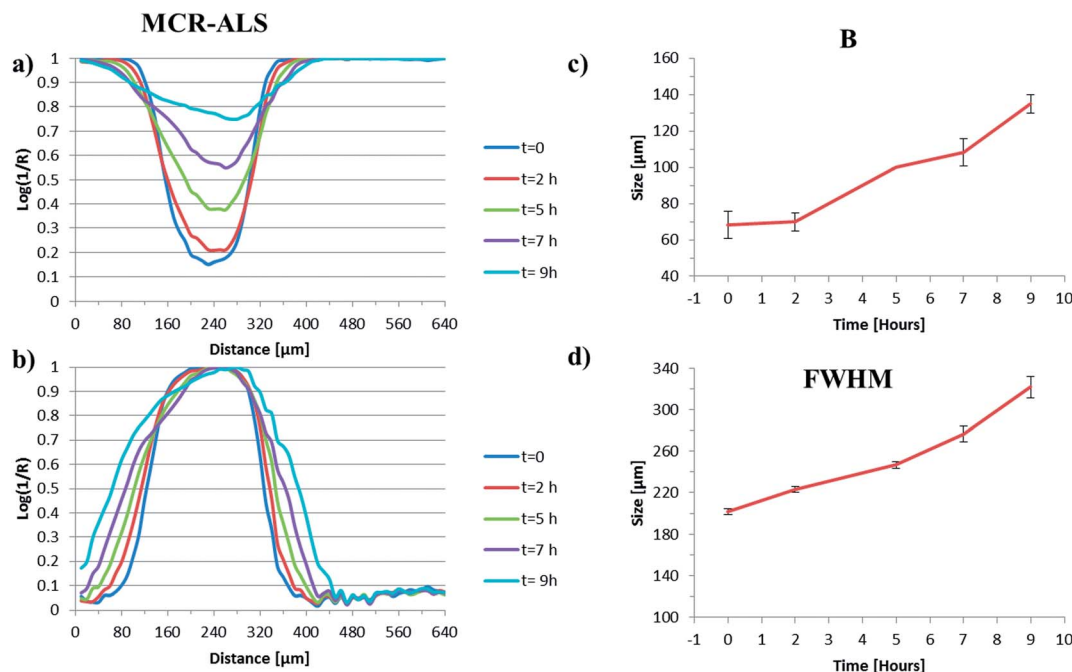 MCR-ALS
a)
Log(1/R)
1
0.9
0.8
0.7
0.6
0.5
0.4
0.3
0.2
0.1
0
0 80 160 240 320 400 480 560 640
Distance [µm]
t=0
t=2 h
t=5 h
t=7 h
t= 9h
b)
Log(1/R)
1
0.9
0.8
0.7
0.6
0.5
0.4
0.3
0.2
0.1
0
0 80 160 240 320 400 480 560 640
Distance [µm]
t=0
t=2 h
t=5 h
t=7 h
t= 9h
B
c)
Size [µm]
160
140
120
100
80
60
40
-1 0 1 2 3 4 5 6 7 8 9 10
Time [Hours]
d)
FWHM
Size [µm]
340
300
260
220
180
140
100
-1 0 1 2 3 4 5 6 7 8 9 10
Time [Hours]